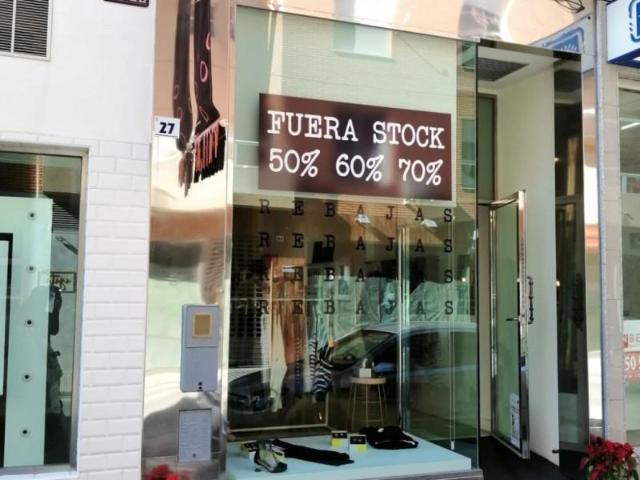 27
FUERA STOCK
50% 60% 70%
REBAJAS
REBAJAS
REBAJAS
REBAJAS